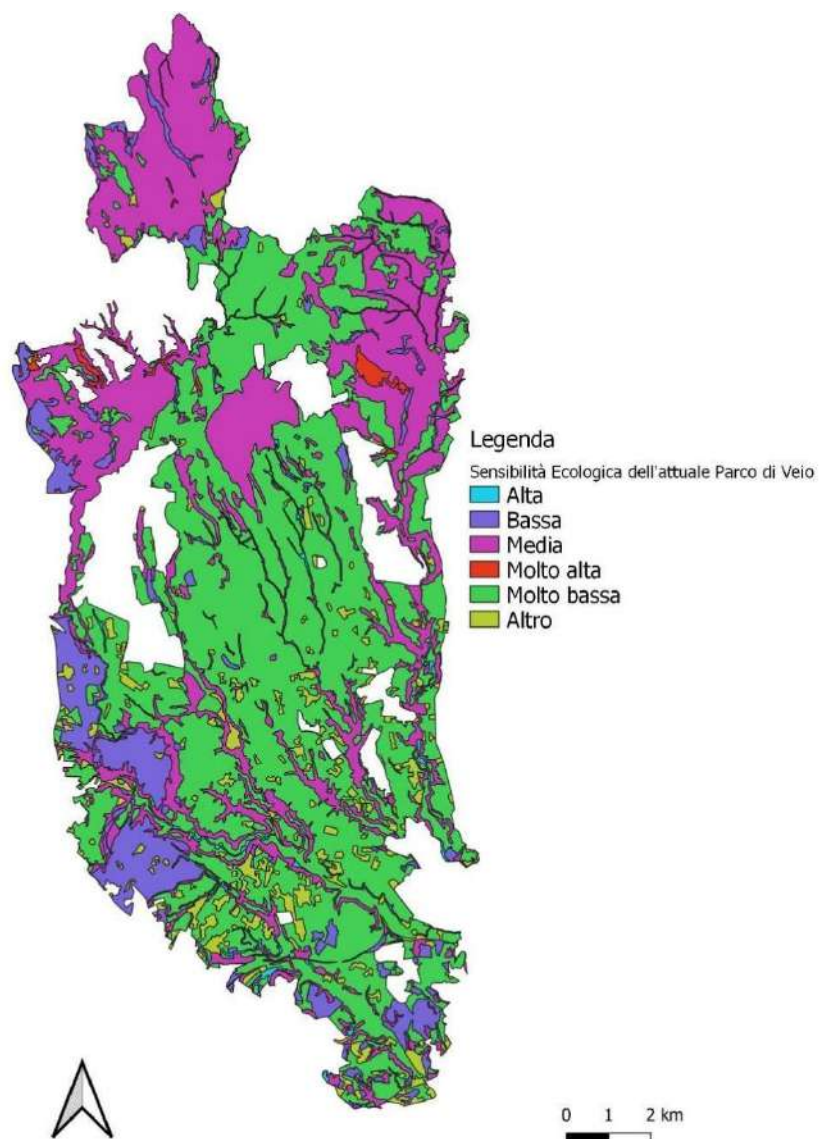 Legenda
Sensibilità Ecologica dell'attuale Parco di Veio
Alta
Bassa
Media
Molto alta
Molto bassa
Altro
0 1 2 km